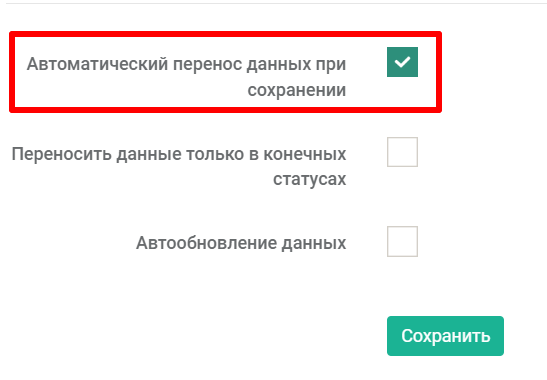 Автоматический перенос данных при
сохранении
Переносить данные только в конечных
статусах
Автообновление данных
Сохранить